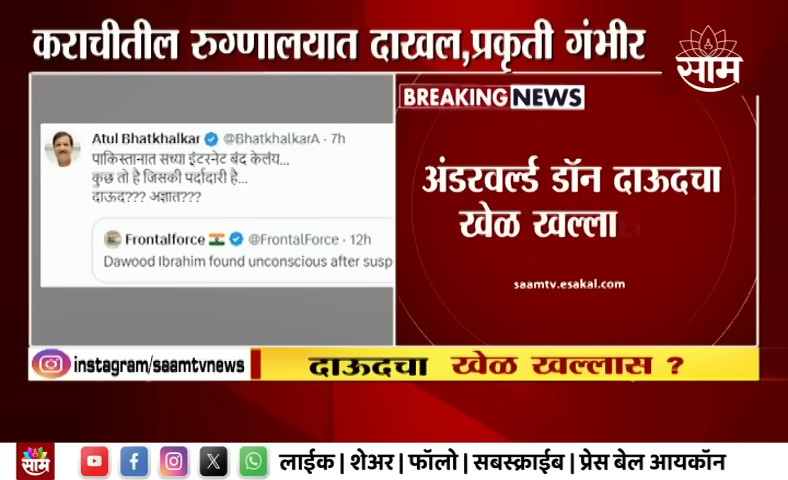 कराचीतील रुग्णालयात दाखल,प्रकृती गंभीर
साम
BREAKING NEWS
Atul Bhatkhalkar @BhatkhalkarA · 7h
पाकिस्तानात सध्या इंटरनेट बंद केलंय...
कुछ तो है जिसकी पर्दादारी है...
दाऊद??? अज्ञात???
Frontalforce @FrontalForce · 12h
Dawood Ibrahim found unconscious after susp
अंडरवर्ल्ड डॉन दाऊदचा
खेळ खल्ला
saamtv.esakal.com
instagram/saamtvnews
दाऊदचा खेळ खल्लास ?
साम
लाईक | शेअर | फॉलो | सबस्क्राईब | प्रेस बेल आयकॉन